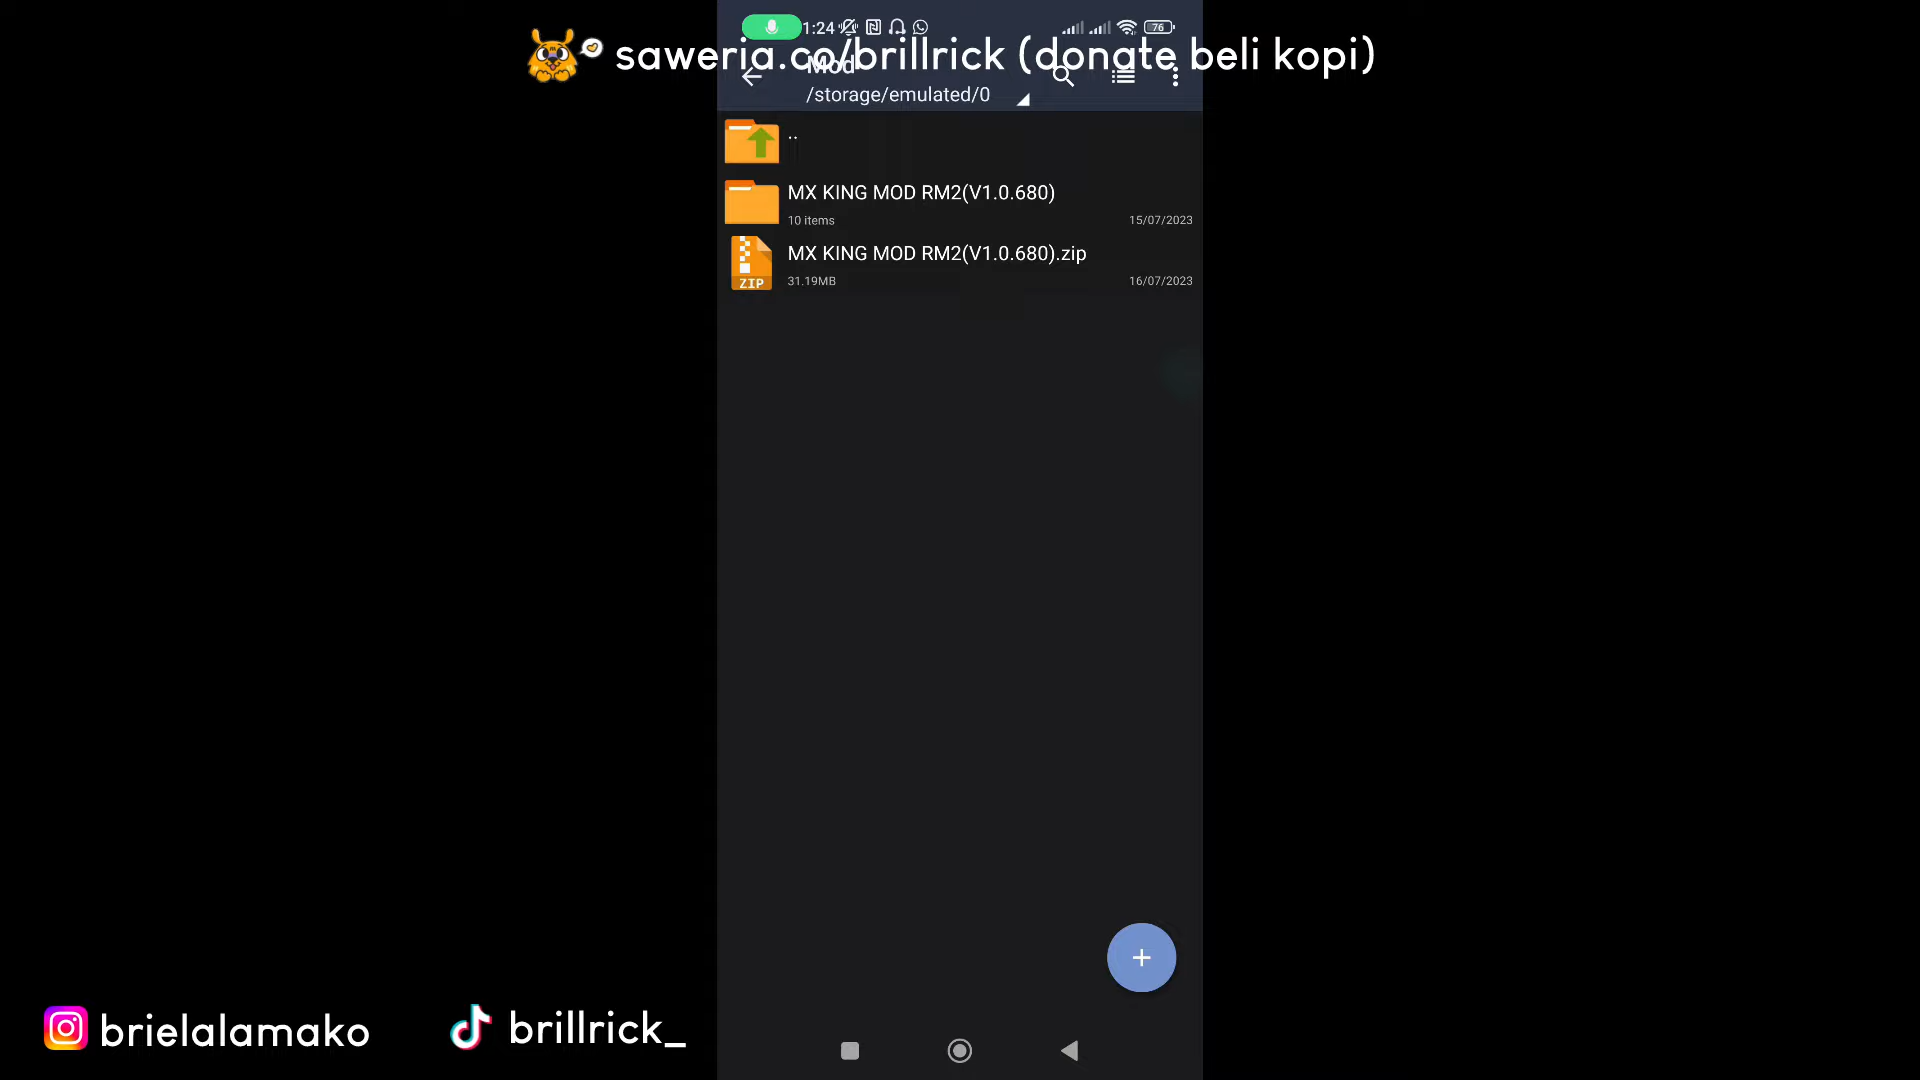 1:24
76
saweria.co/brillrick (donate beli kopi)
Mod
/storage/emulated/0
..
MX KING MOD RM2(V1.0.680)
10 items
15/07/2023
MX KING MOD RM2(V1.0.680).zip
ZIP
31.19MB
16/07/2023
brielalamako
brillrick_